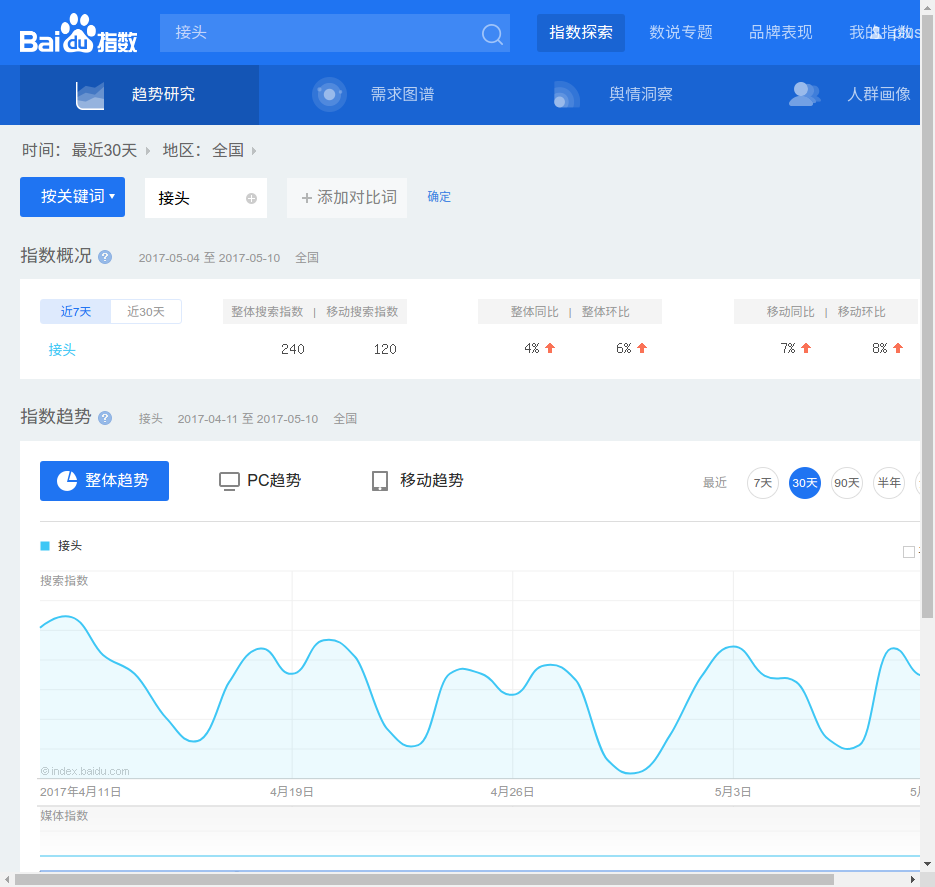 Bai du 指数
接头
指数探索 数说专题 品牌表现 我的指数
趋势研究 需求图谱 舆情洞察 人群画像
时间: 最近30天 地区: 全国
按关键词 接头 + 添加对比词 确定
指数概况 ? 2017-05-04 至 2017-05-10 全国
近7天 近30天 整体搜索指数 | 移动搜索指数 整体同比 | 整体环比 移动同比 | 移动环比
接头 240 120 4% 6% 7% 8%
指数趋势 ? 接头 2017-04-11 至 2017-05-10 全国
整体趋势 PC趋势 移动趋势 最近 7天 30天 90天 半年
接头
搜索指数
©index.baidu.com
2017年4月11日 4月19日 4月26日 5月3日
媒体指数